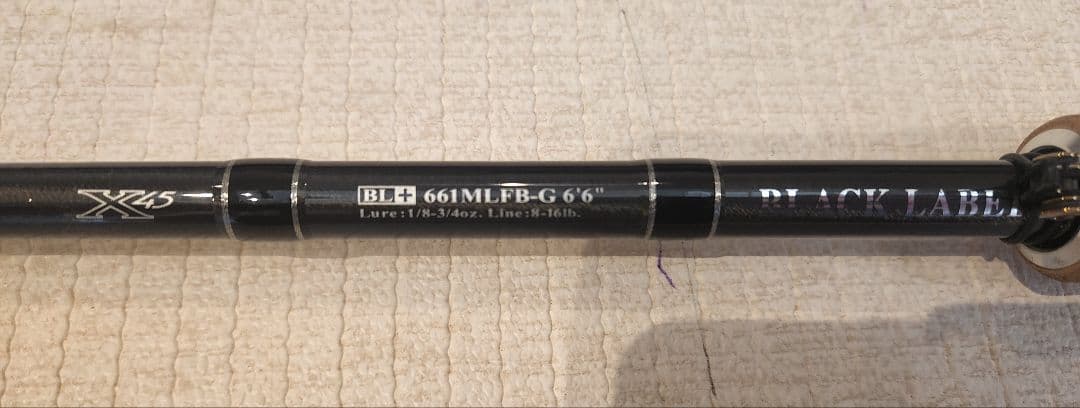 X45
BL+ 661MLFB-G 6'6"
Lure:1/8-3/4oz. Line:8-16lb.
BLACK LABEL